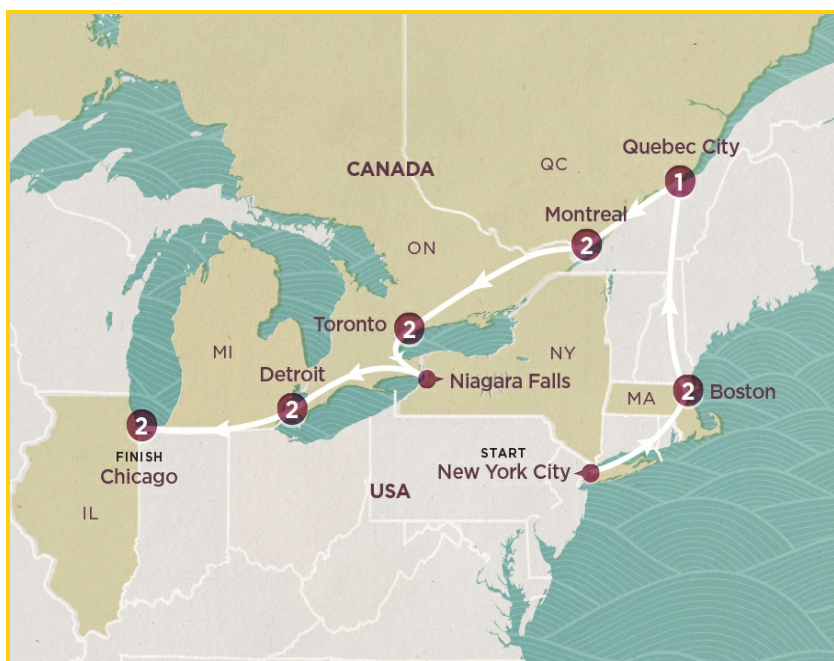 Quebec City
1
QC
CANADA
Montreal
2
ON
Toronto
2
NY
MI
Detroit
2
Niagara Falls
MA
2
Boston
2
FINISH
Chicago
START
New York City
USA
IL